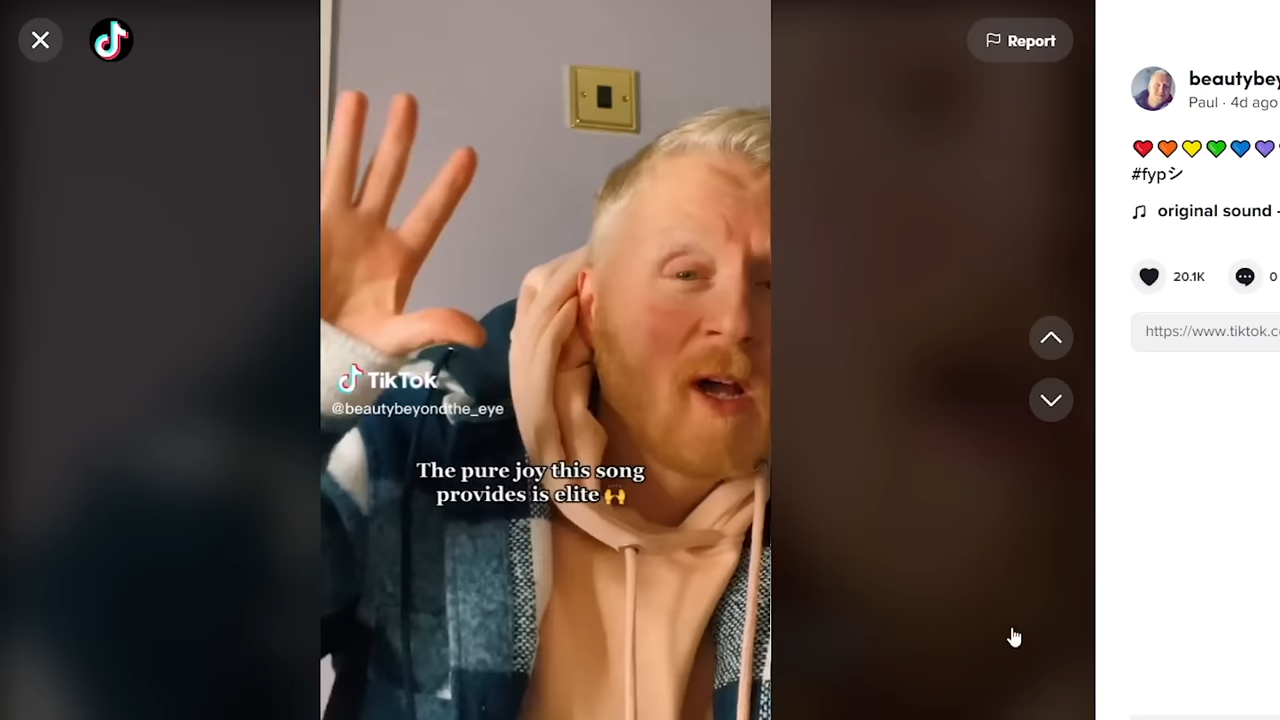 Report
TikTok
@beautybeyondthe_eye
The pure joy this song
provides is elite 🙌
beautybey
Paul · 4d ago
❤️🧡💛💚💙💜
#fypシ
original sound -
20.1K
0
https://www.tiktok.c